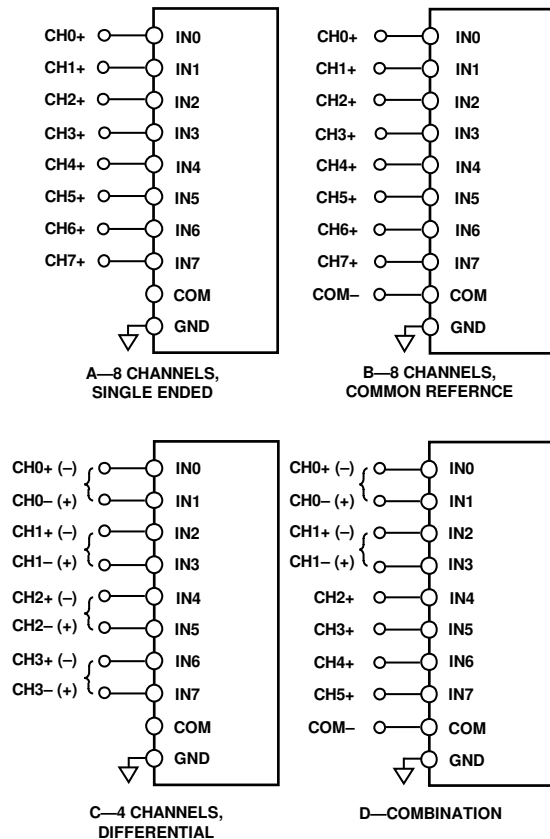 CH0+ IN0
CH1+ IN1
CH2+ IN2
CH3+ IN3
CH4+ IN4
CH5+ IN5
CH6+ IN6
CH7+ IN7
COM
GND
A—8 CHANNELS,
SINGLE ENDED
CH0+ IN0
CH1+ IN1
CH2+ IN2
CH3+ IN3
CH4+ IN4
CH5+ IN5
CH6+ IN6
CH7+ IN7
COM– COM
GND
B—8 CHANNELS,
COMMON REFERNCE
CH0+ (–) IN0
CH0– (+) IN1
CH1+ (–) IN2
CH1– (+) IN3
CH2+ (–) IN4
CH2– (+) IN5
CH3+ (–) IN6
CH3– (+) IN7
COM
GND
C—4 CHANNELS,
DIFFERENTIAL
CH0+ (–) IN0
CH0– (+) IN1
CH1+ (–) IN2
CH1– (+) IN3
CH2+ IN4
CH3+ IN5
CH4+ IN6
CH5+ IN7
COM– COM
GND
D—COMBINATION